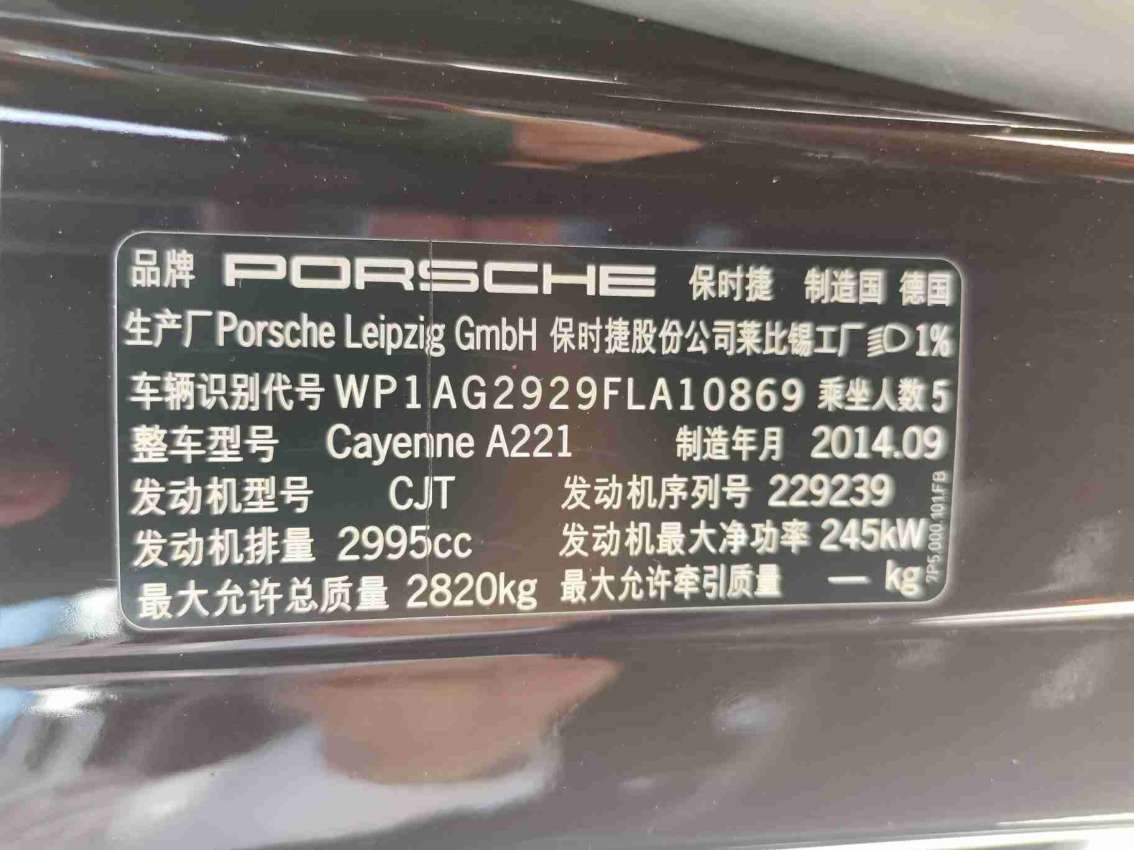 品牌 PORSCHE 保时捷 制造国 德国
生产厂 Porsche Leipzig GmbH 保时捷股份公司莱比锡工厂 1%
车辆识别代号 WP1AG2929FLA10869 乘坐人数 5
整车型号 Cayenne A221 制造年月 2014.09
发动机型号 CJT 发动机序列号 229239
发动机排量 2995cc 发动机最大净功率 245kW
最大允许总质量 2820kg 最大允许牵引质量 — kg
7P5.000.101.FB